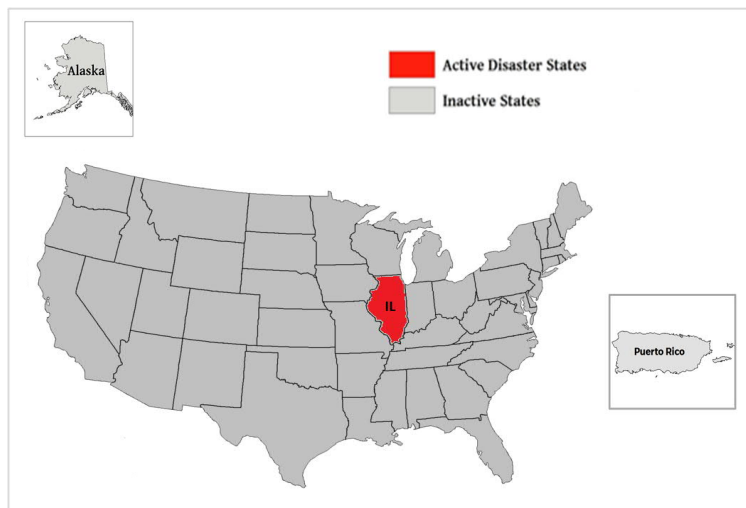 Alaska
Active Disaster States
Inactive States
IL
Puerto Rico